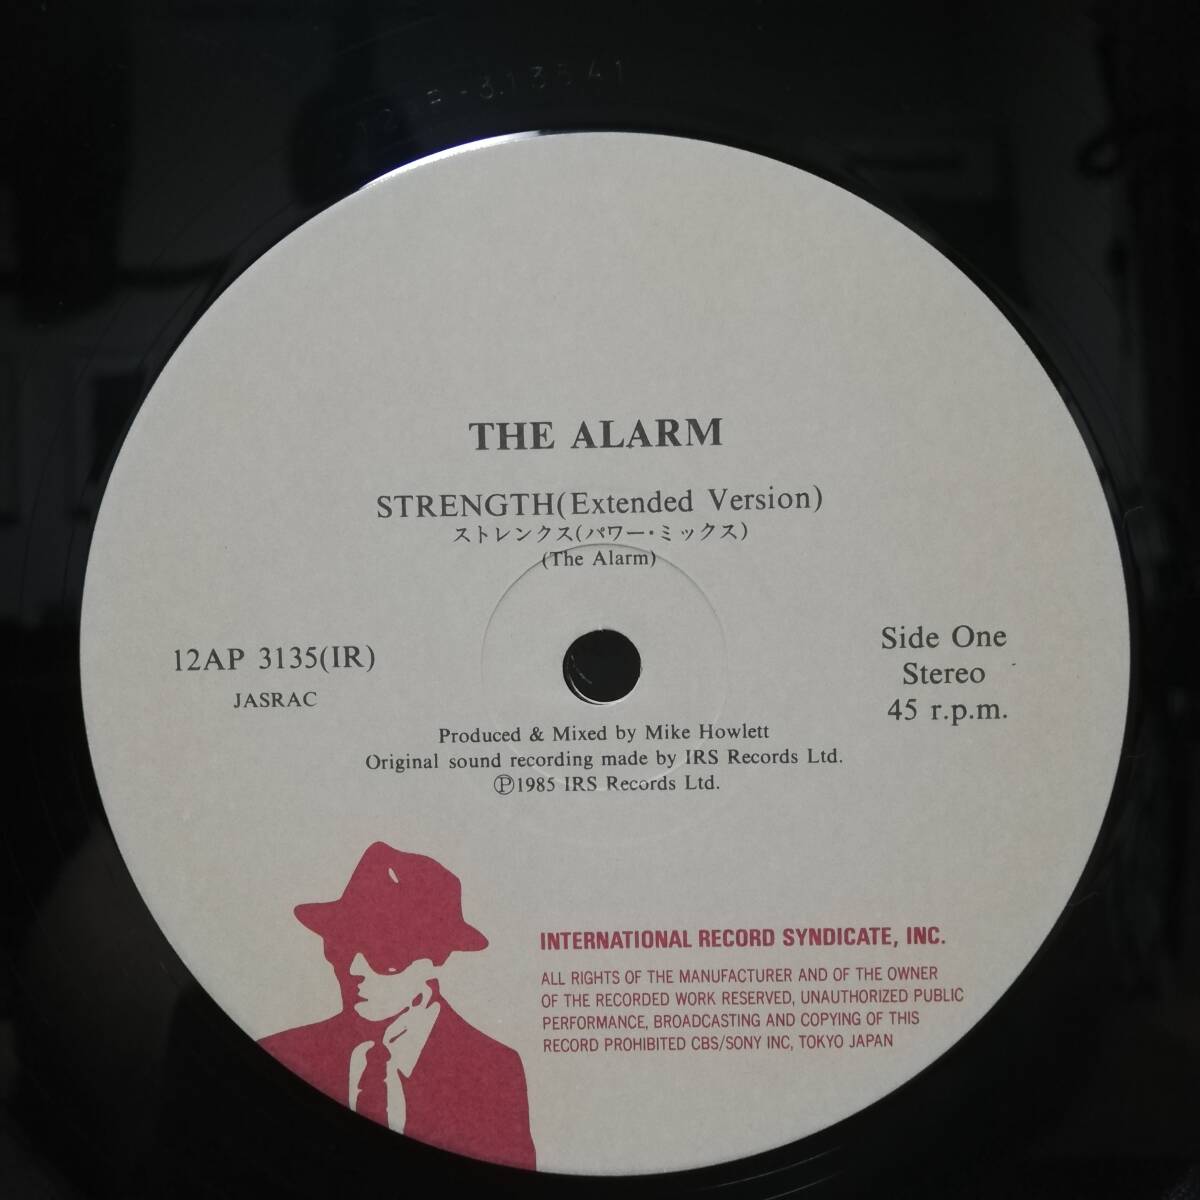 12AP-3135A1
THE ALARM
STRENGTH(Extended Version)
ストレンクス(パワー・ミックス)
(The Alarm)
12AP 3135(IR)
JASRAC
Side One
Stereo
45 r.p.m.
Produced & Mixed by Mike Howlett
Original sound recording made by IRS Records Ltd.
Ⓟ1985 IRS Records Ltd.
INTERNATIONAL RECORD SYNDICATE, INC.
ALL RIGHTS OF THE MANUFACTURER AND OF THE OWNER
OF THE RECORDED WORK RESERVED, UNAUTHORIZED PUBLIC
PERFORMANCE, BROADCASTING AND COPYING OF THIS
RECORD PROHIBITED CBS/SONY INC, TOKYO JAPAN